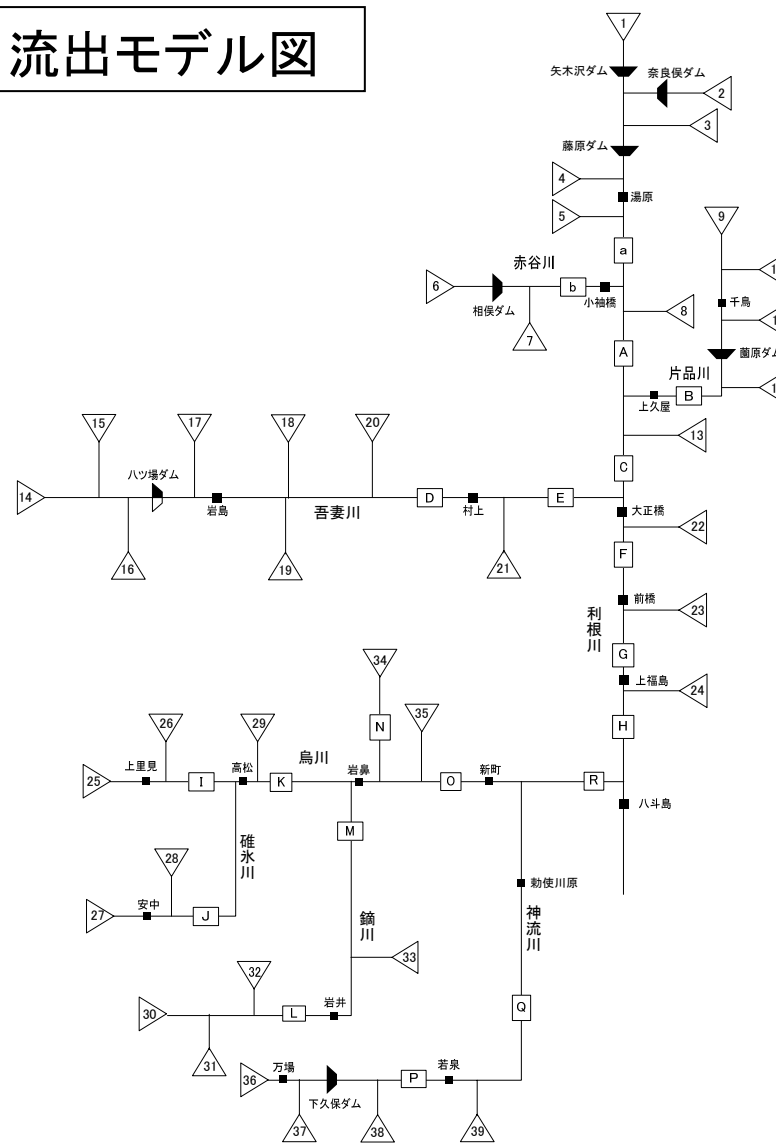 流出モデル図
1
矢木沢ダム
奈良俣ダム
2
3
藤原ダム
4
湯原
5
9
a
赤谷川
6
b
小袖橋
相俣ダム
7
8
千鳥
薗原ダム
A
片品川
B
上久屋
13
C
15
17
18
20
八ツ場ダム
14
岩島
吾妻川
D
村上
E
大正橋
16
19
21
22
F
前橋
23
利根川
G
上福島
24
H
34
N
26
29
35
烏川
25
上里見
I
高松
K
岩鼻
O
新町
R
八斗島
M
碓氷川
28
27
安中
J
鏑川
勅使川原
神流川
33
32
30
L
岩井
31
Q
36
万場
下久保ダム
P
若泉
37
38
39